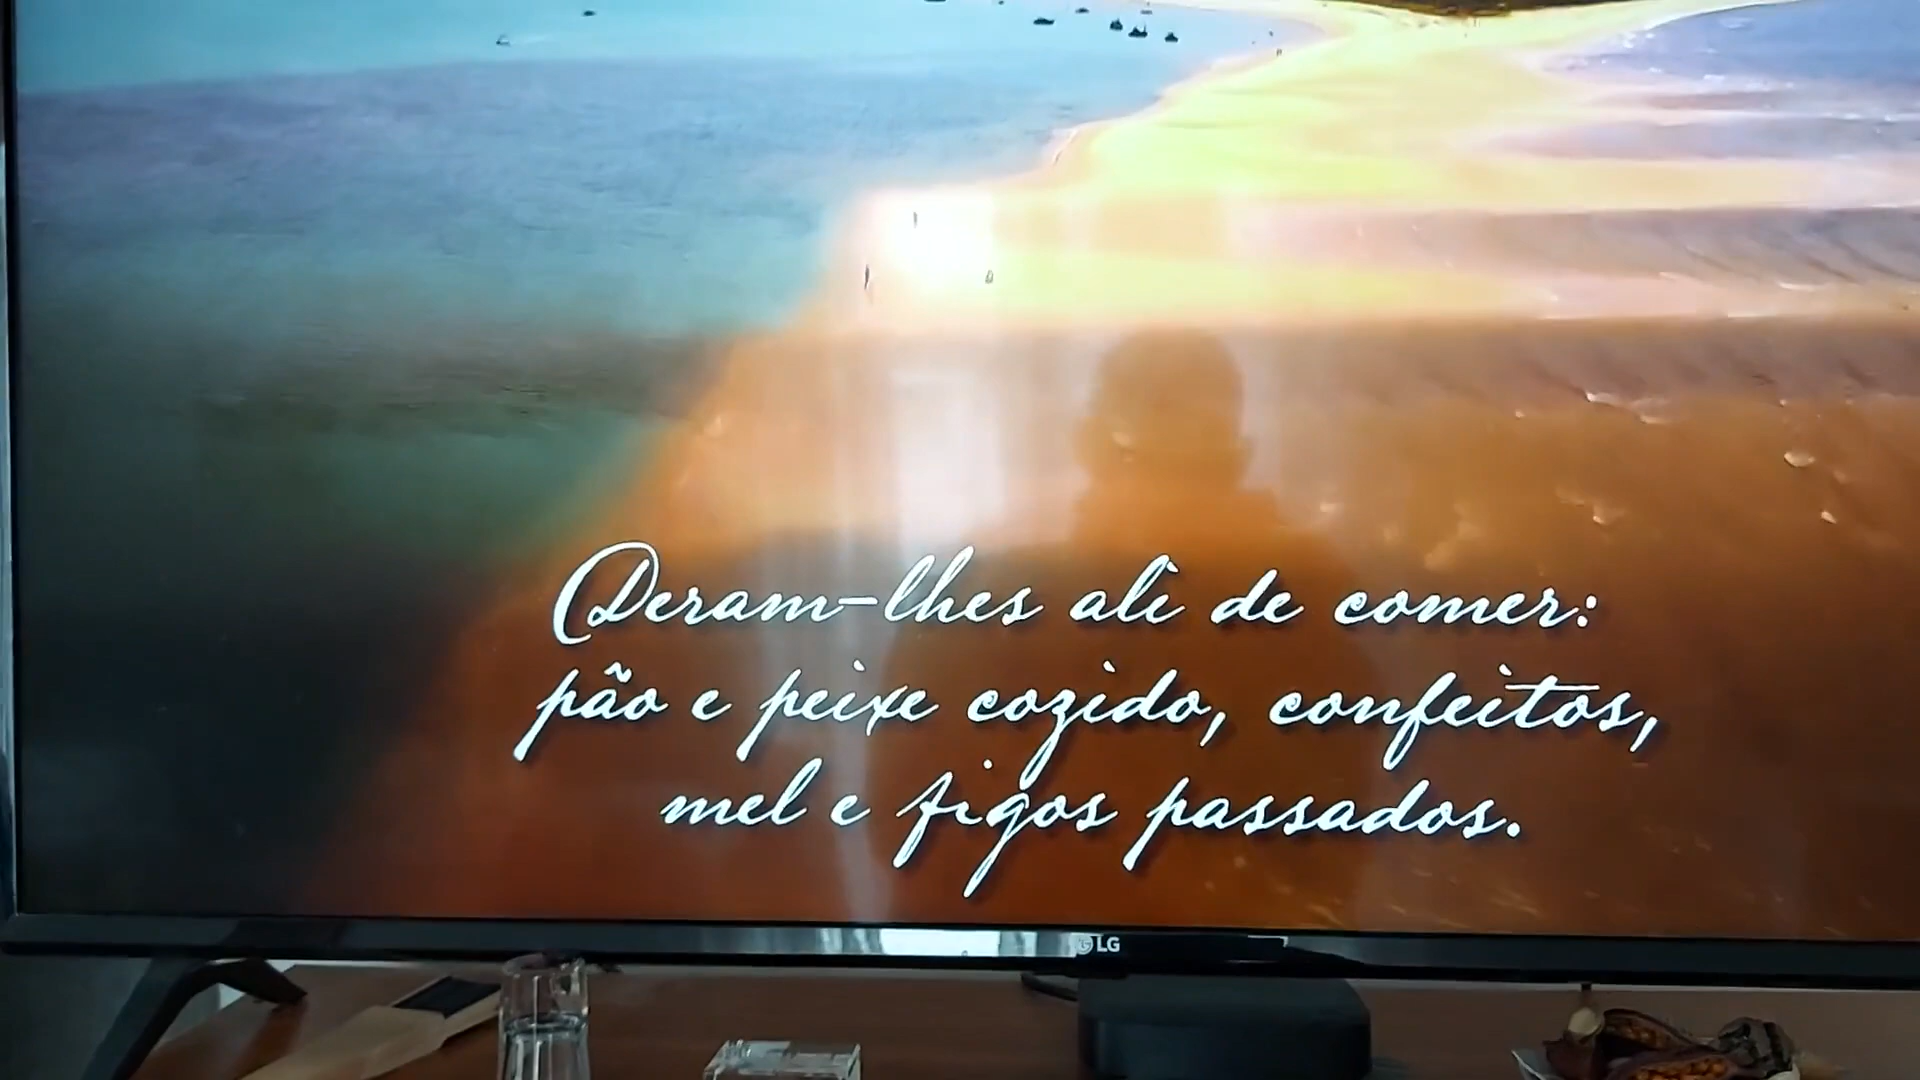 Deram-lhes ali de comer:
pão e peixe cozido, confeitos,
mel e figos passados.
LG